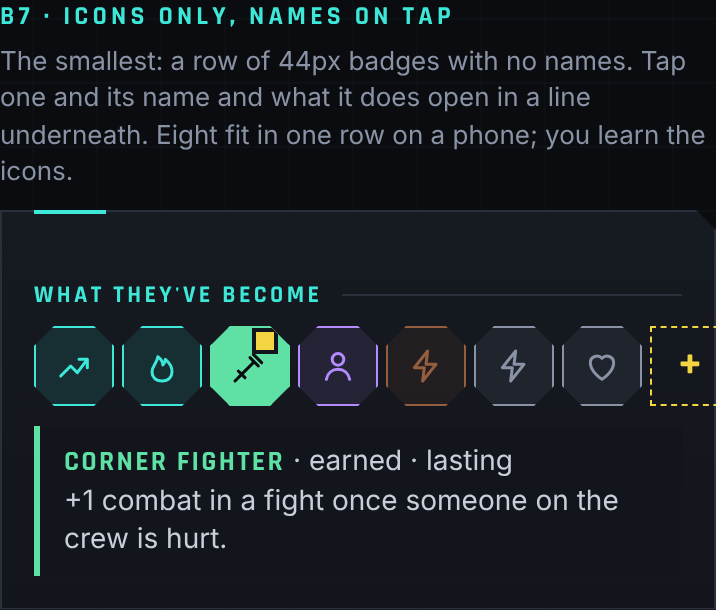 B7 · ICONS ONLY, NAMES ON TAP
The smallest: a row of 44px badges with no names. Tap
one and its name and what it does open in a line
underneath. Eight fit in one row on a phone; you learn the
icons.
WHAT THEY'VE BECOME
+
CORNER FIGHTER · earned · lasting
+1 combat in a fight once someone on the
crew is hurt.